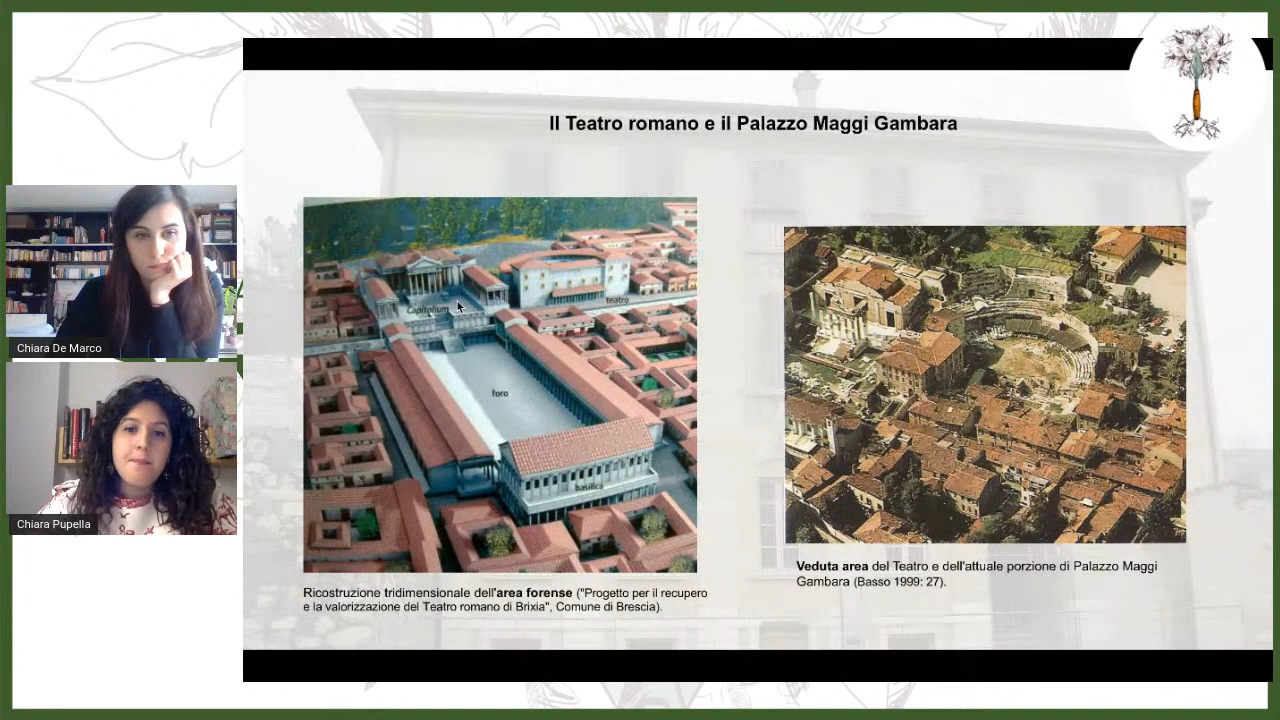 Il Teatro romano e il Palazzo Maggi Gambara
Capitolium
teatro
foro
basilica
Ricostruzione tridimensionale dell'area forense ("Progetto per il recupero
e la valorizzazione del Teatro romano di Brixia", Comune di Brescia).
Veduta area del Teatro e dell'attuale porzione di Palazzo Maggi
Gambara (Basso 1999: 27).
Chiara De Marco
Chiara Pupella